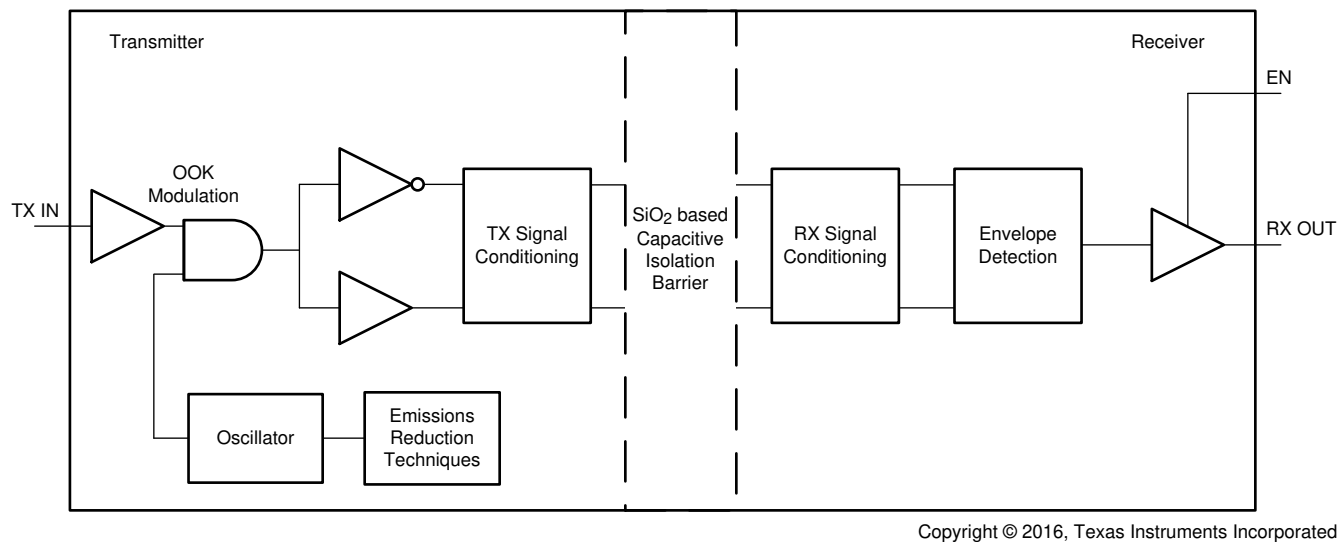 Transmitter
Receiver
EN
OOK
Modulation
TX IN
TX Signal
Conditioning
SiO2 based
Capacitive
Isolation
Barrier
RX Signal
Conditioning
Envelope
Detection
RX OUT
Oscillator
Emissions
Reduction
Techniques
Copyright © 2016, Texas Instruments Incorporated